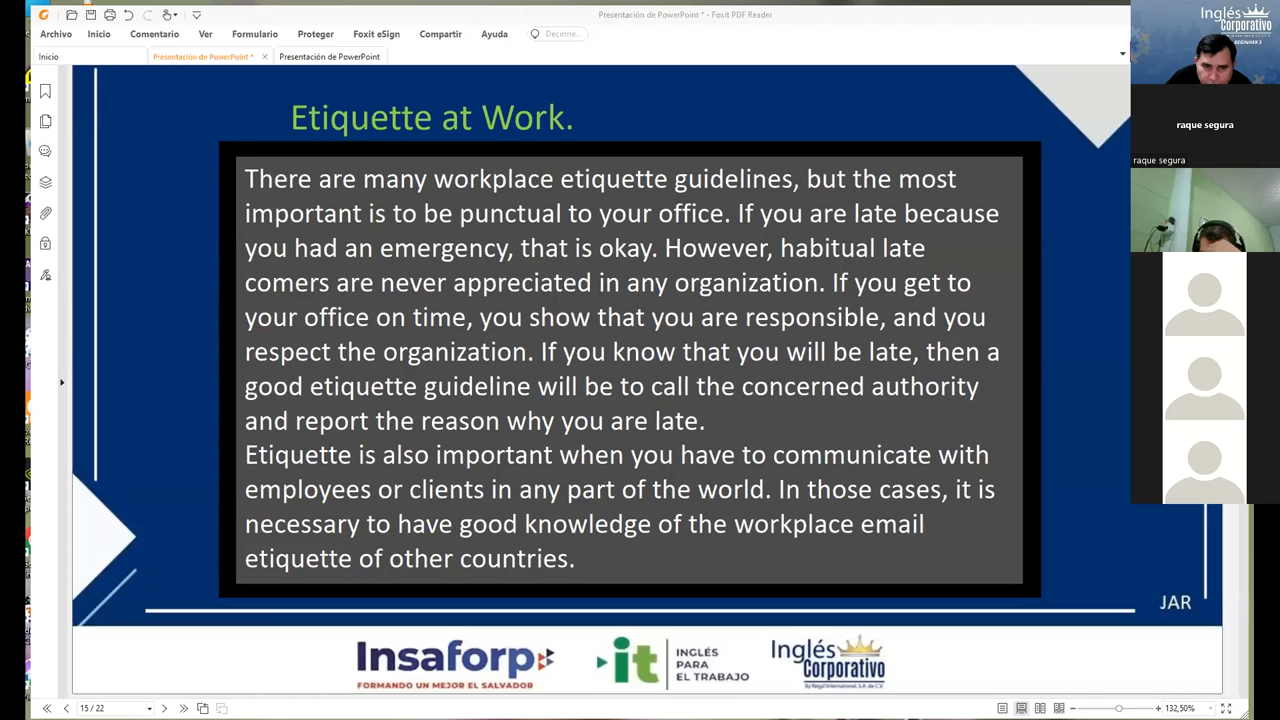 Presentación de PowerPoint * - Foxit PDF Reader
Archivo Inicio Comentario Ver Formulario Proteger Foxit eSign Compartir Ayuda Decirme...
Inicio Presentación de PowerPoint * Presentación de PowerPoint
Inglés
Corporativo
BEGINNER 3
raque segura
raque segura
Etiquette at Work.
There are many workplace etiquette guidelines, but the most
important is to be punctual to your office. If you are late because
you had an emergency, that is okay. However, habitual late
comers are never appreciated in any organization. If you get to
your office on time, you show that you are responsible, and you
respect the organization. If you know that you will be late, then a
good etiquette guideline will be to call the concerned authority
and report the reason why you are late.
Etiquette is also important when you have to communicate with
employees or clients in any part of the world. In those cases, it is
necessary to have good knowledge of the workplace email
etiquette of other countries.
JAR
Insaforp
FORMANDO UN MEJOR EL SALVADOR
it
INGLÉS
PARA
EL TRABAJO
Inglés
Corporativo
By Regal International, S.A. de C.V.
15 / 22
132,50%